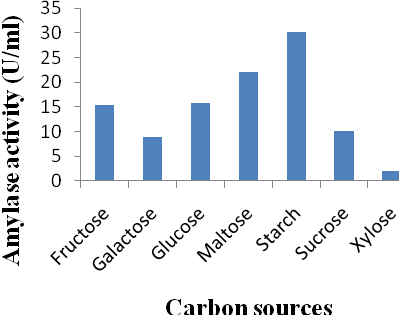 Amylase activity (U/ml)
35
30
25
20
15
10
5
0
Fructose
Galactose
Glucose
Maltose
Starch
Sucrose
Xylose
Carbon sources